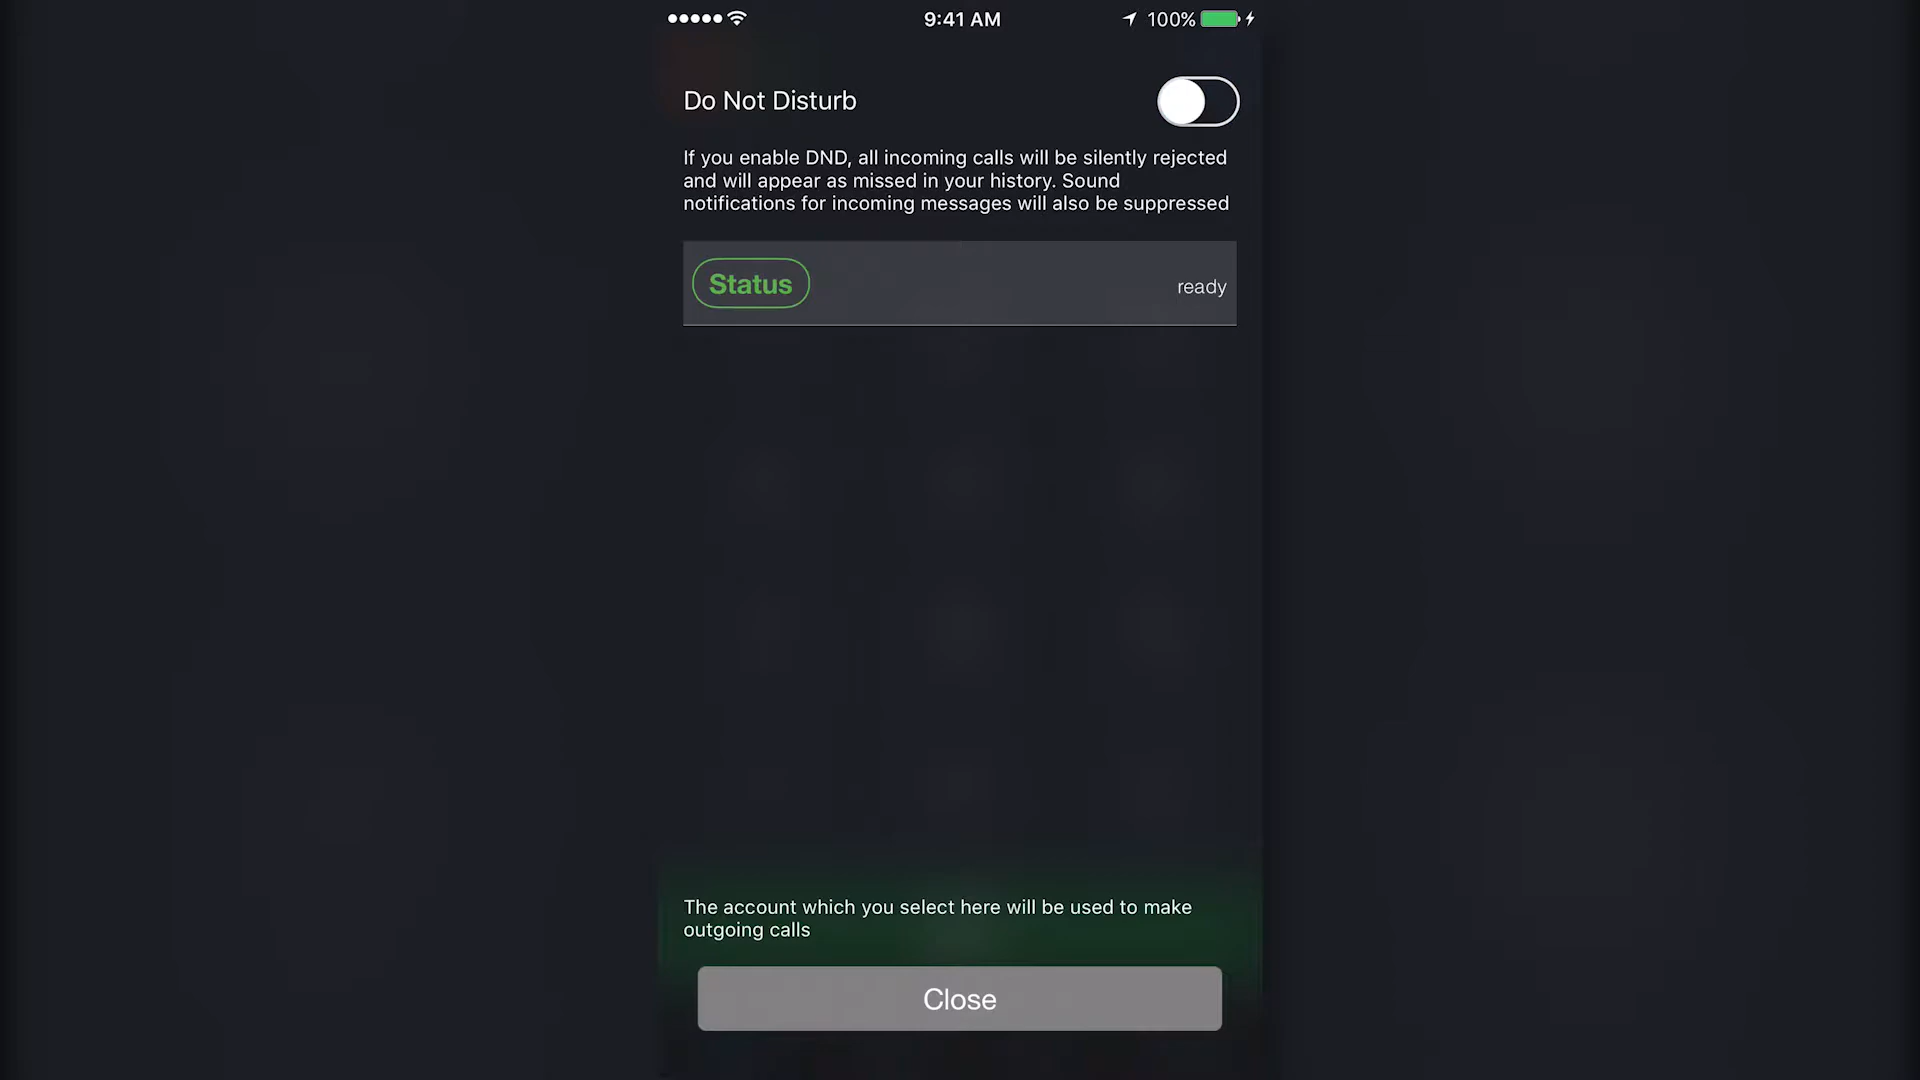 9:41 AM
100%
Do Not Disturb
If you enable DND, all incoming calls will be silently rejected
and will appear as missed in your history. Sound
notifications for incoming messages will also be suppressed
Status
ready
The account which you select here will be used to make
outgoing calls
Close